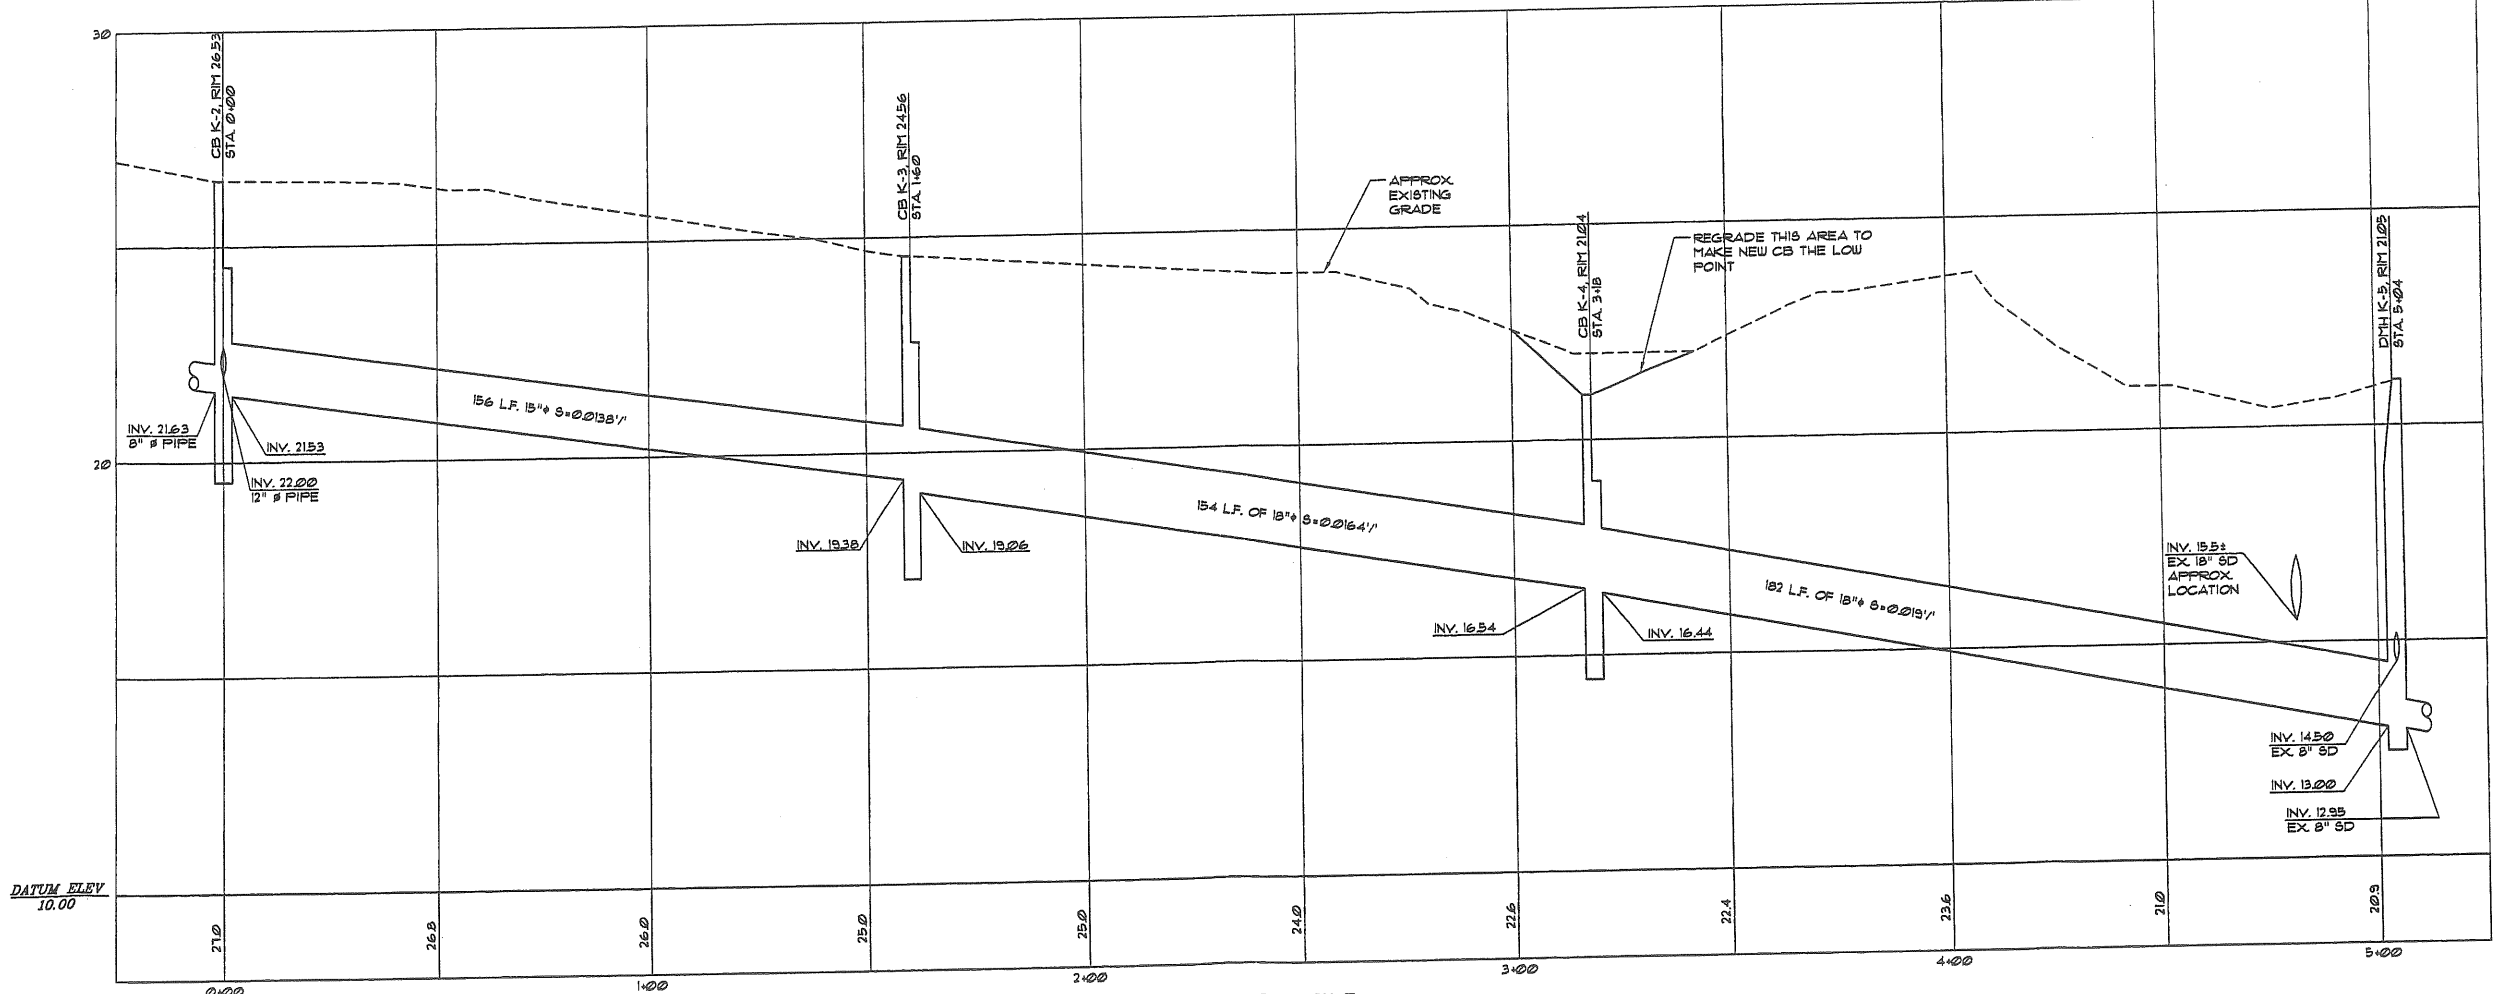 30
CB K-2, RIM 26.53
STA. 0+00
CB K-3, RIM 24.56
STA. 1+60
APPROX.
EXISTING
GRADE
CB K-4, RIM 21.04
STA. 3+18
REGRADE THIS AREA TO
MAKE NEW CB THE LOW
POINT
DMH K-5, RIM 21.05
STA. 5+04
156 L.F. 15"ϕ S=0.0138'/'
INV. 21.63
8" Ø PIPE
INV. 21.53
20
INV. 22.00
12" Ø PIPE
154 L.F. OF 18"ϕ S=0.0164'/'
INV. 19.38
INV. 19.06
INV. 15.5±
EX. 18" SD
APPROX.
LOCATION
182 L.F. OF 18"ϕ S=0.019'/'
INV. 16.54
INV. 16.44
INV. 14.50
EX. 8" SD
INV. 13.00
INV. 12.95
EX. 8" SD
DATUM ELEV
10.00
27.0
26.8
26.0
25.0
25.0
24.0
22.6
22.4
23.6
21.0
20.9
0+00
1+00
2+00
3+00
4+00
5+00